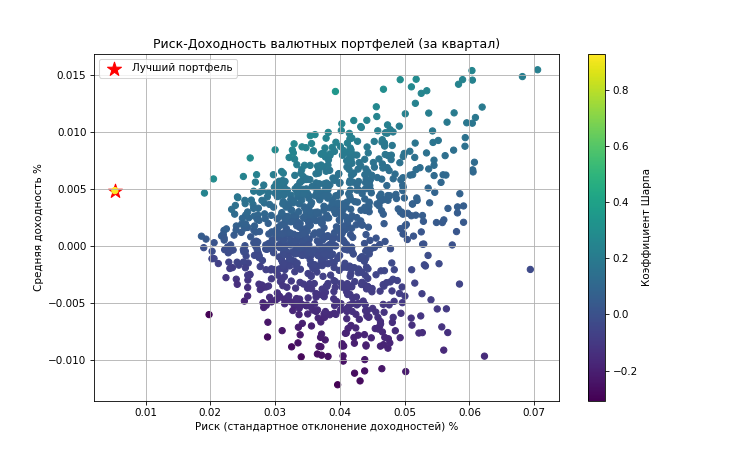 Риск-Доходность валютных портфелей (за квартал)
Лучший портфель
Средняя доходность %
0.015
0.010
0.005
0.000
−0.005
−0.010
0.01 0.02 0.03 0.04 0.05 0.06 0.07
Риск (стандартное отклонение доходностей) %
0.8
0.6
0.4
0.2
0.0
−0.2
Коэффициент Шарпа